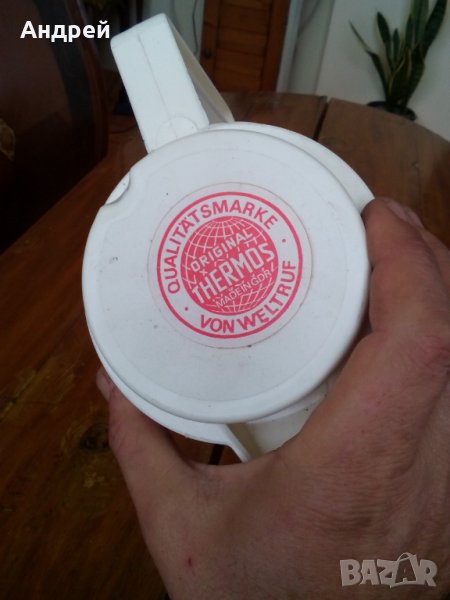 Андрей
QUALITÄTSMARKE
ORIGINAL
THERMOS
MADE IN GDR
· VON WELTRUF ·
BAZAR